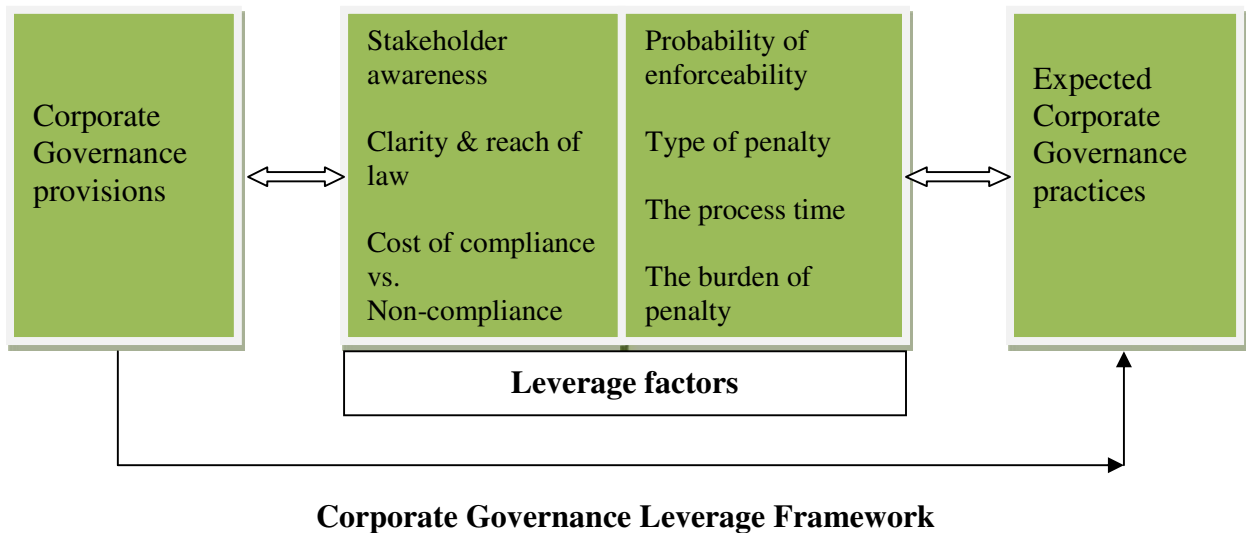 Corporate
Governance
provisions
Stakeholder
awareness
Clarity & reach of
law
Cost of compliance
vs.
Non-compliance
Probability of
enforceability
Type of penalty
The process time
The burden of
penalty
Expected
Corporate
Governance
practices
Leverage factors
Corporate Governance Leverage Framework